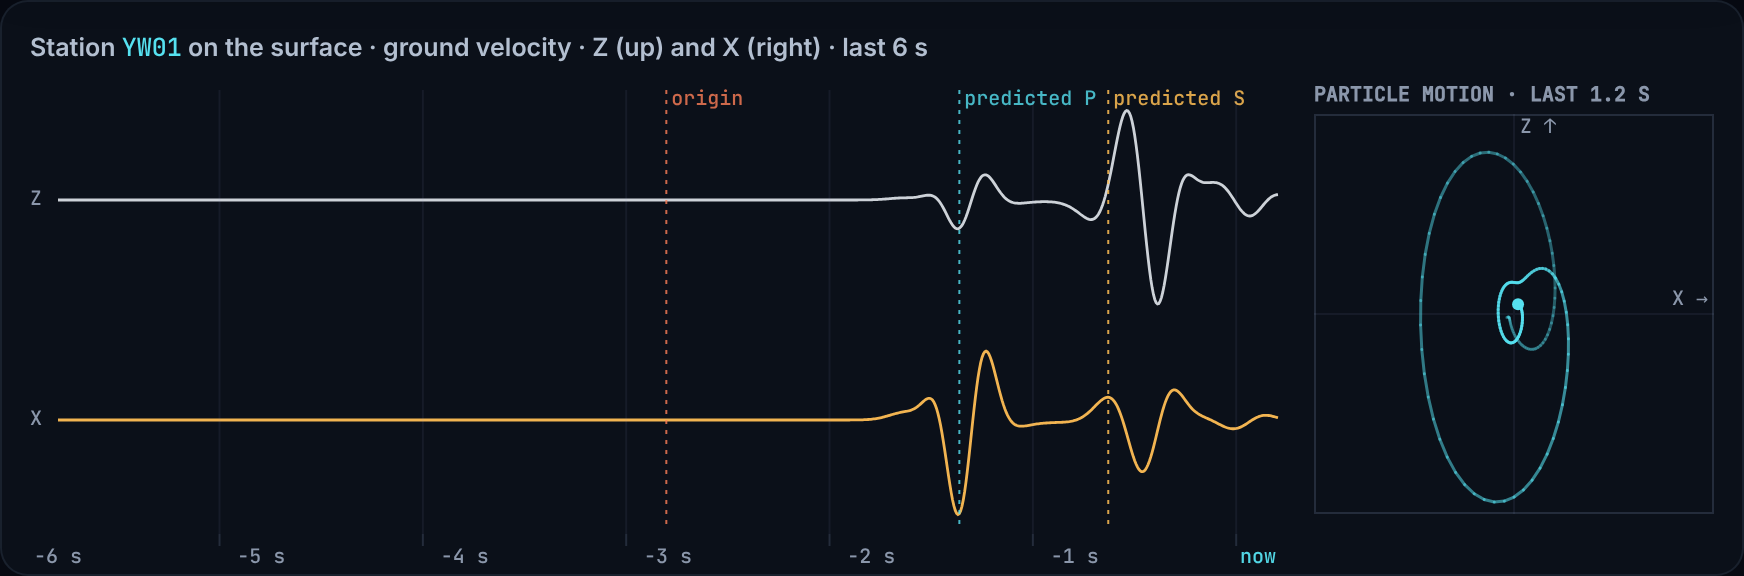 Station YW01 on the surface · ground velocity · Z (up) and X (right) · last 6 s
origin
predicted P
predicted S
Z
X
-6 s
-5 s
-4 s
-3 s
-2 s
-1 s
now
PARTICLE MOTION · LAST 1.2 S
Z ↑
X →